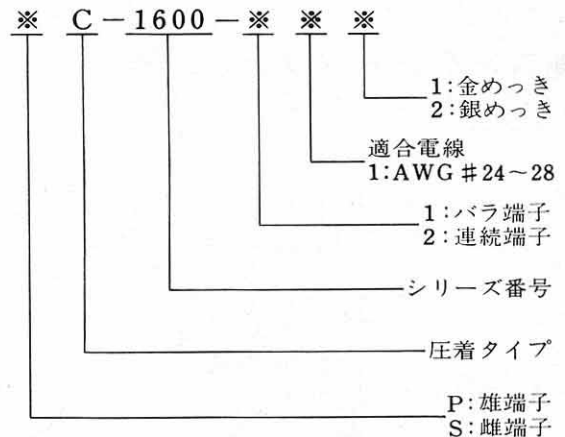 ※ C－1600－※ ※ ※
1:金めっき
2:銀めっき
適合電線
1:AWG ♯24～28
1:バラ端子
2:連続端子
シリーズ番号
圧着タイプ
P:雄端子
S:雌端子